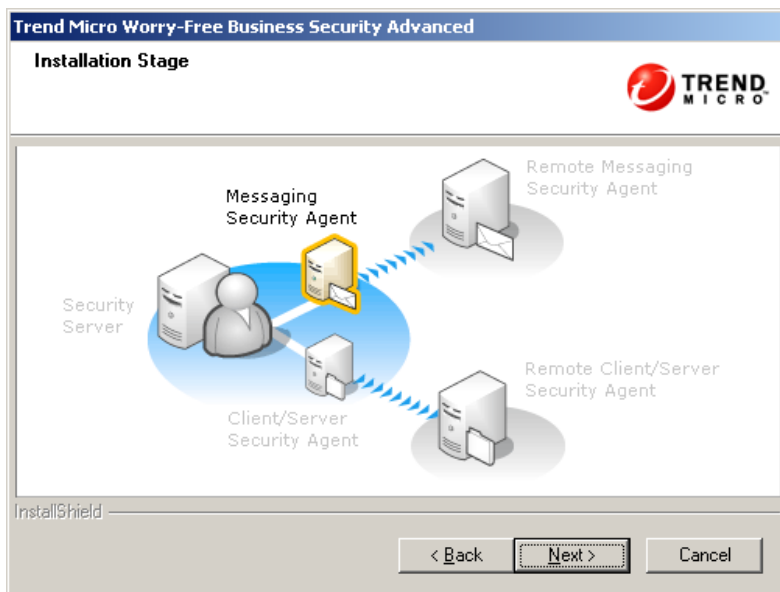 Trend Micro Worry-Free Business Security Advanced
Installation Stage
TREND
MICRO™
Remote Messaging
Security Agent
Messaging
Security Agent
Security
Server
Remote Client/Server
Security Agent
Client/Server
Security Agent
InstallShield
< Back
Next >
Cancel